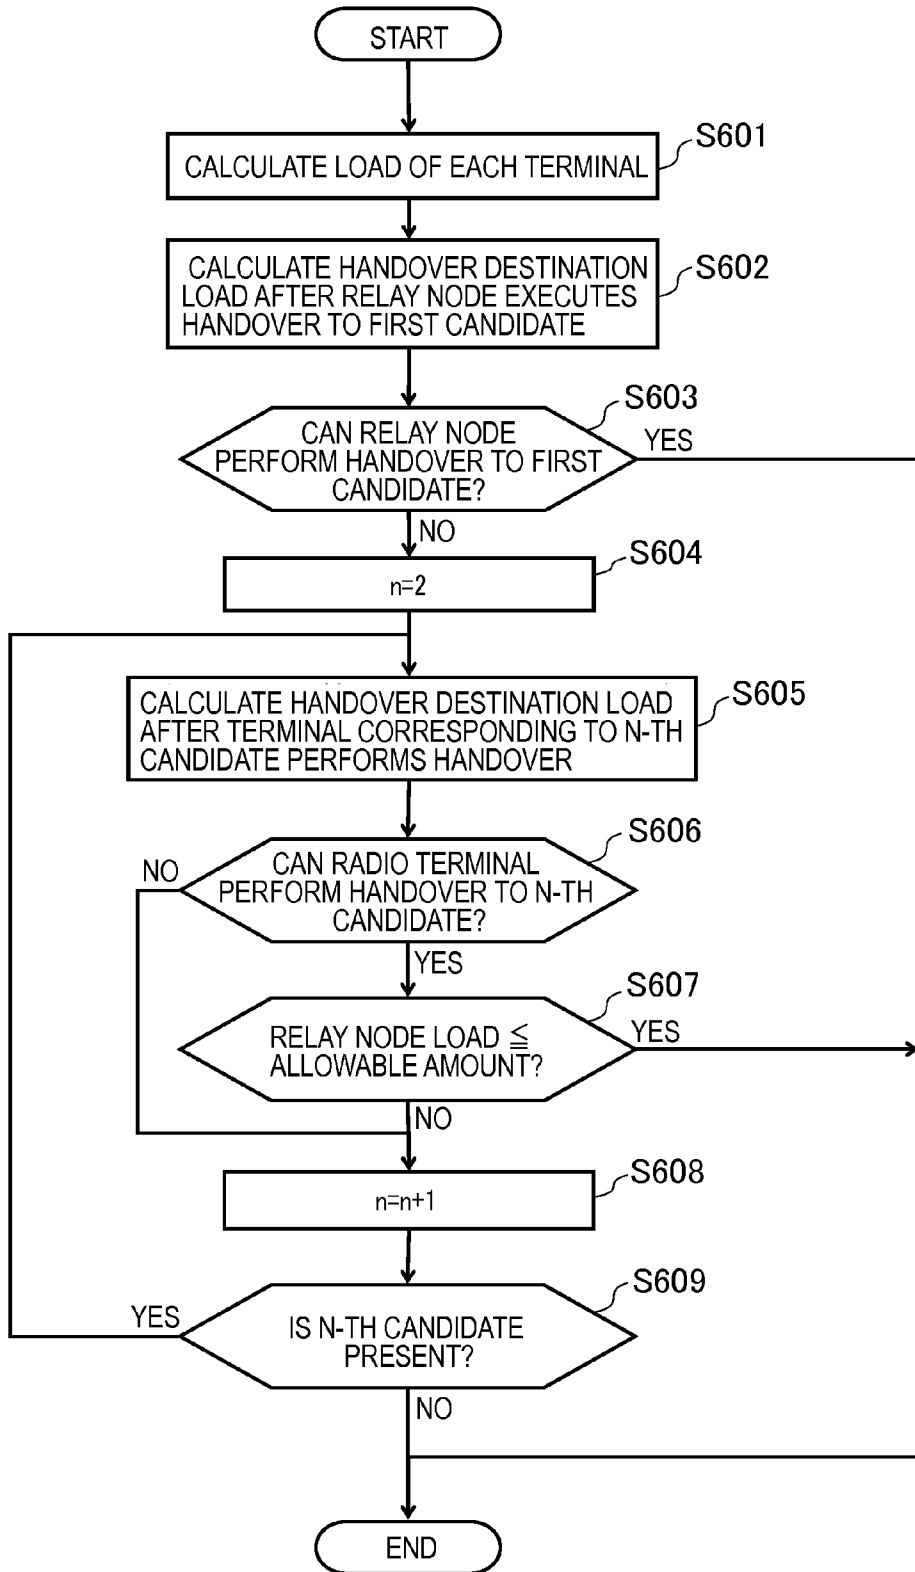 START
S601
CALCULATE LOAD OF EACH TERMINAL
S602
CALCULATE HANDOVER DESTINATION
LOAD AFTER RELAY NODE EXECUTES
HANDOVER TO FIRST CANDIDATE
S603
CAN RELAY NODE
PERFORM HANDOVER TO FIRST
CANDIDATE?
YES
NO
S604
n=2
S605
CALCULATE HANDOVER DESTINATION LOAD
AFTER TERMINAL CORRESPONDING TO N-TH
CANDIDATE PERFORMS HANDOVER
S606
CAN RADIO TERMINAL
PERFORM HANDOVER TO N-TH
CANDIDATE?
NO
YES
S607
RELAY NODE LOAD ≦
ALLOWABLE AMOUNT?
YES
NO
S608
n=n+1
S609
IS N-TH CANDIDATE
PRESENT?
YES
NO
END